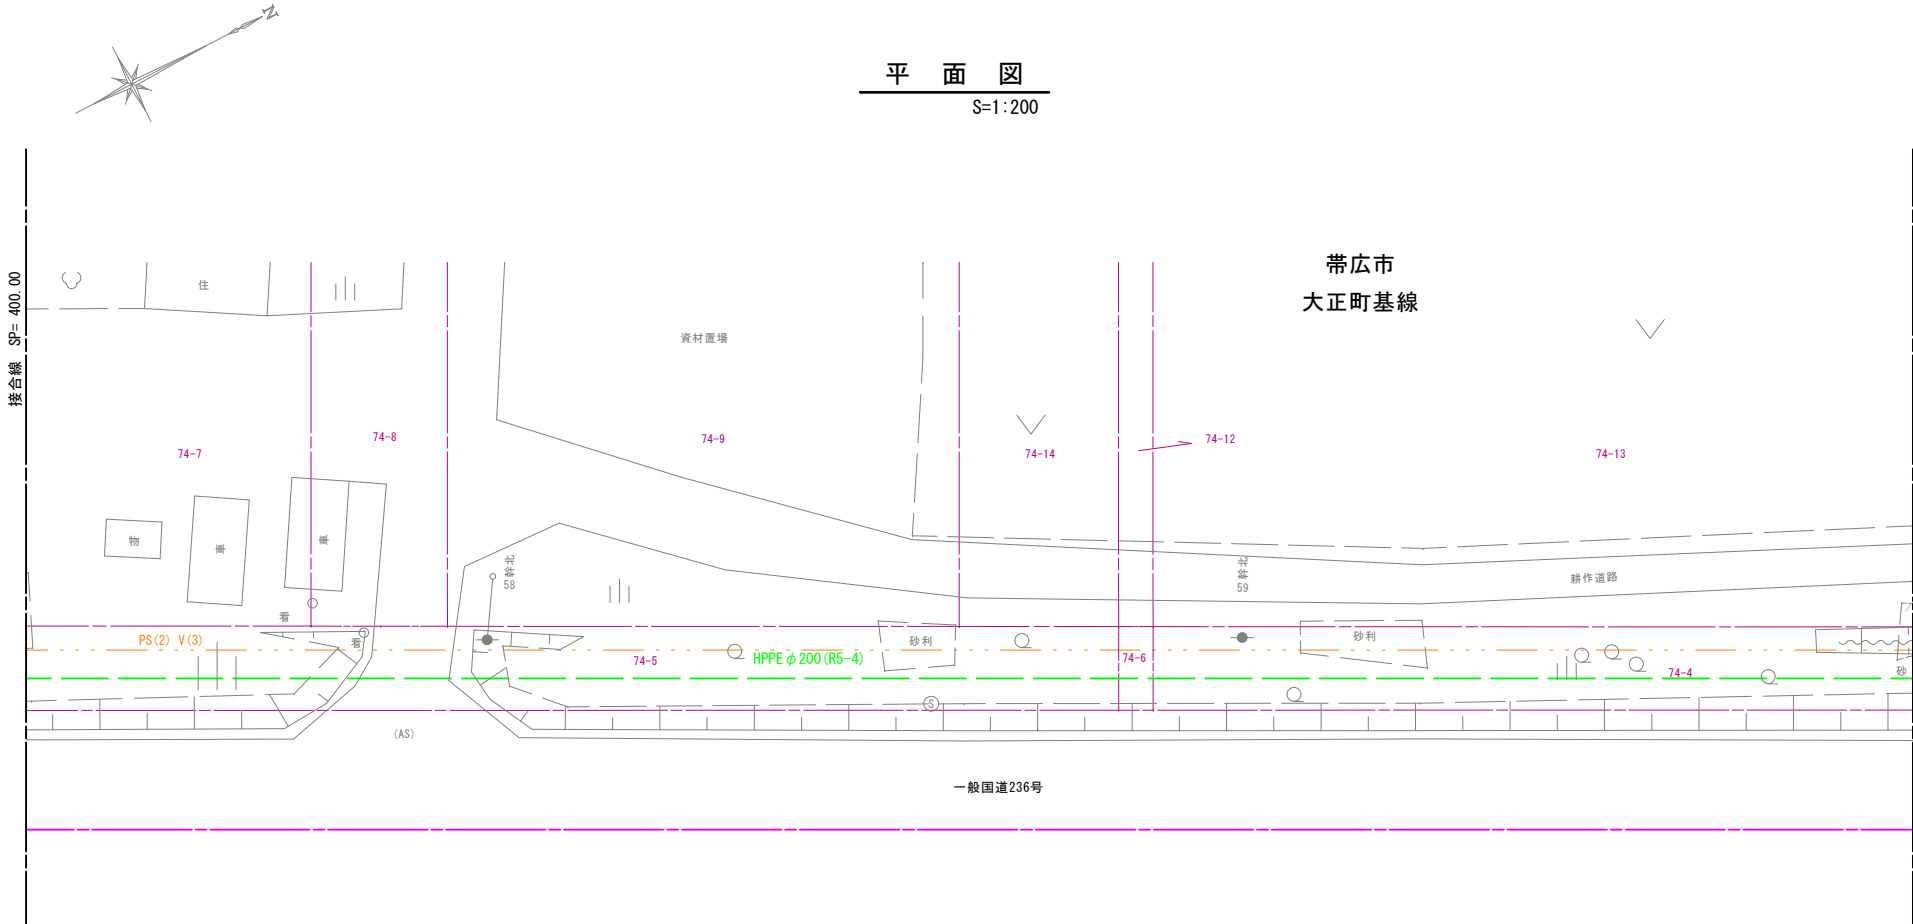 N
平 面 図
S=1:200
接合線 SP= 400.00
帯広市
大正町基線
住
資材置場
74-7
74-8
74-9
74-14
74-12
74-13
物
車
車
幹北
58
幹北
59
耕作道路
看
看
PS(2) V(3)
74-5
HPPEφ200(R5-4)
砂利
74-6
砂利
74-4
砂
S
(AS)
一般国道236号